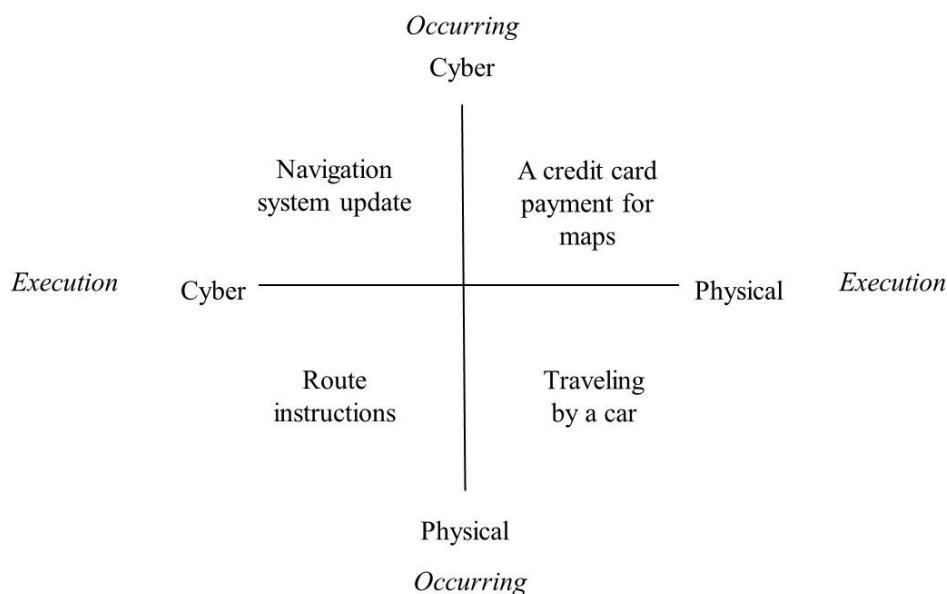 Occurring
Cyber
Navigation
system update
A credit card
payment for
maps
Execution
Cyber
Physical
Execution
Route
instructions
Traveling
by a car
Physical
Occurring